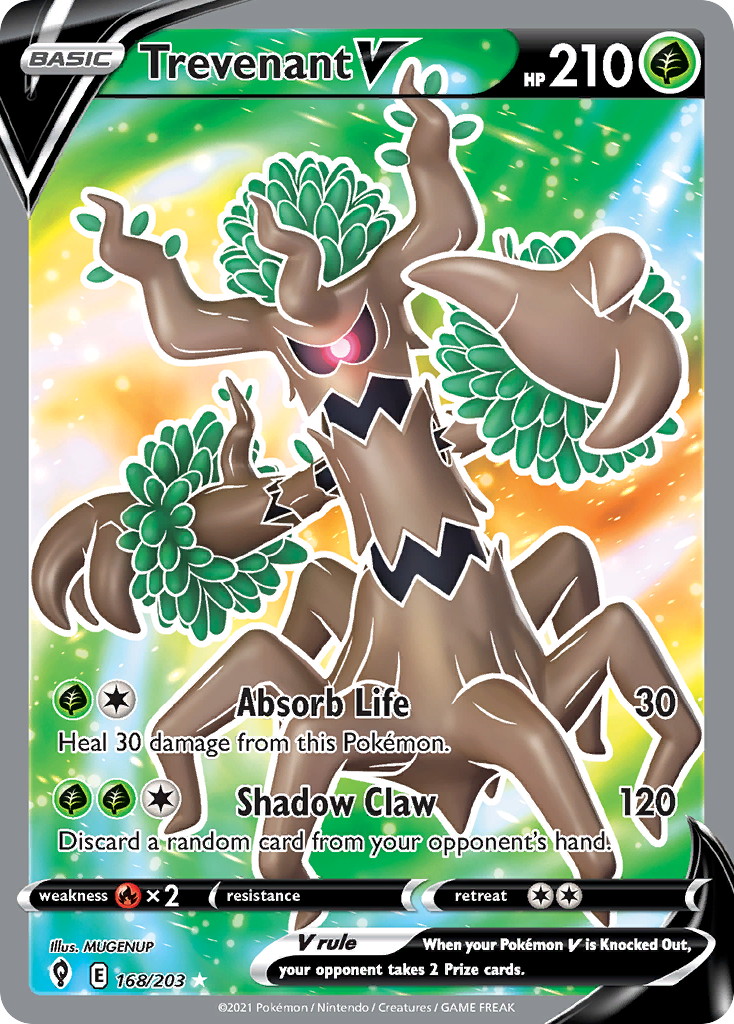 BASIC
Trevenant V
HP 210
Absorb Life 30
Heal 30 damage from this Pokémon.
Shadow Claw 120
Discard a random card from your opponent's hand.
weakness ×2 resistance retreat
Illus. MUGENUP
E 168/203
V rule
When your Pokémon V is Knocked Out,
your opponent takes 2 Prize cards.
©2021 Pokémon / Nintendo / Creatures / GAME FREAK